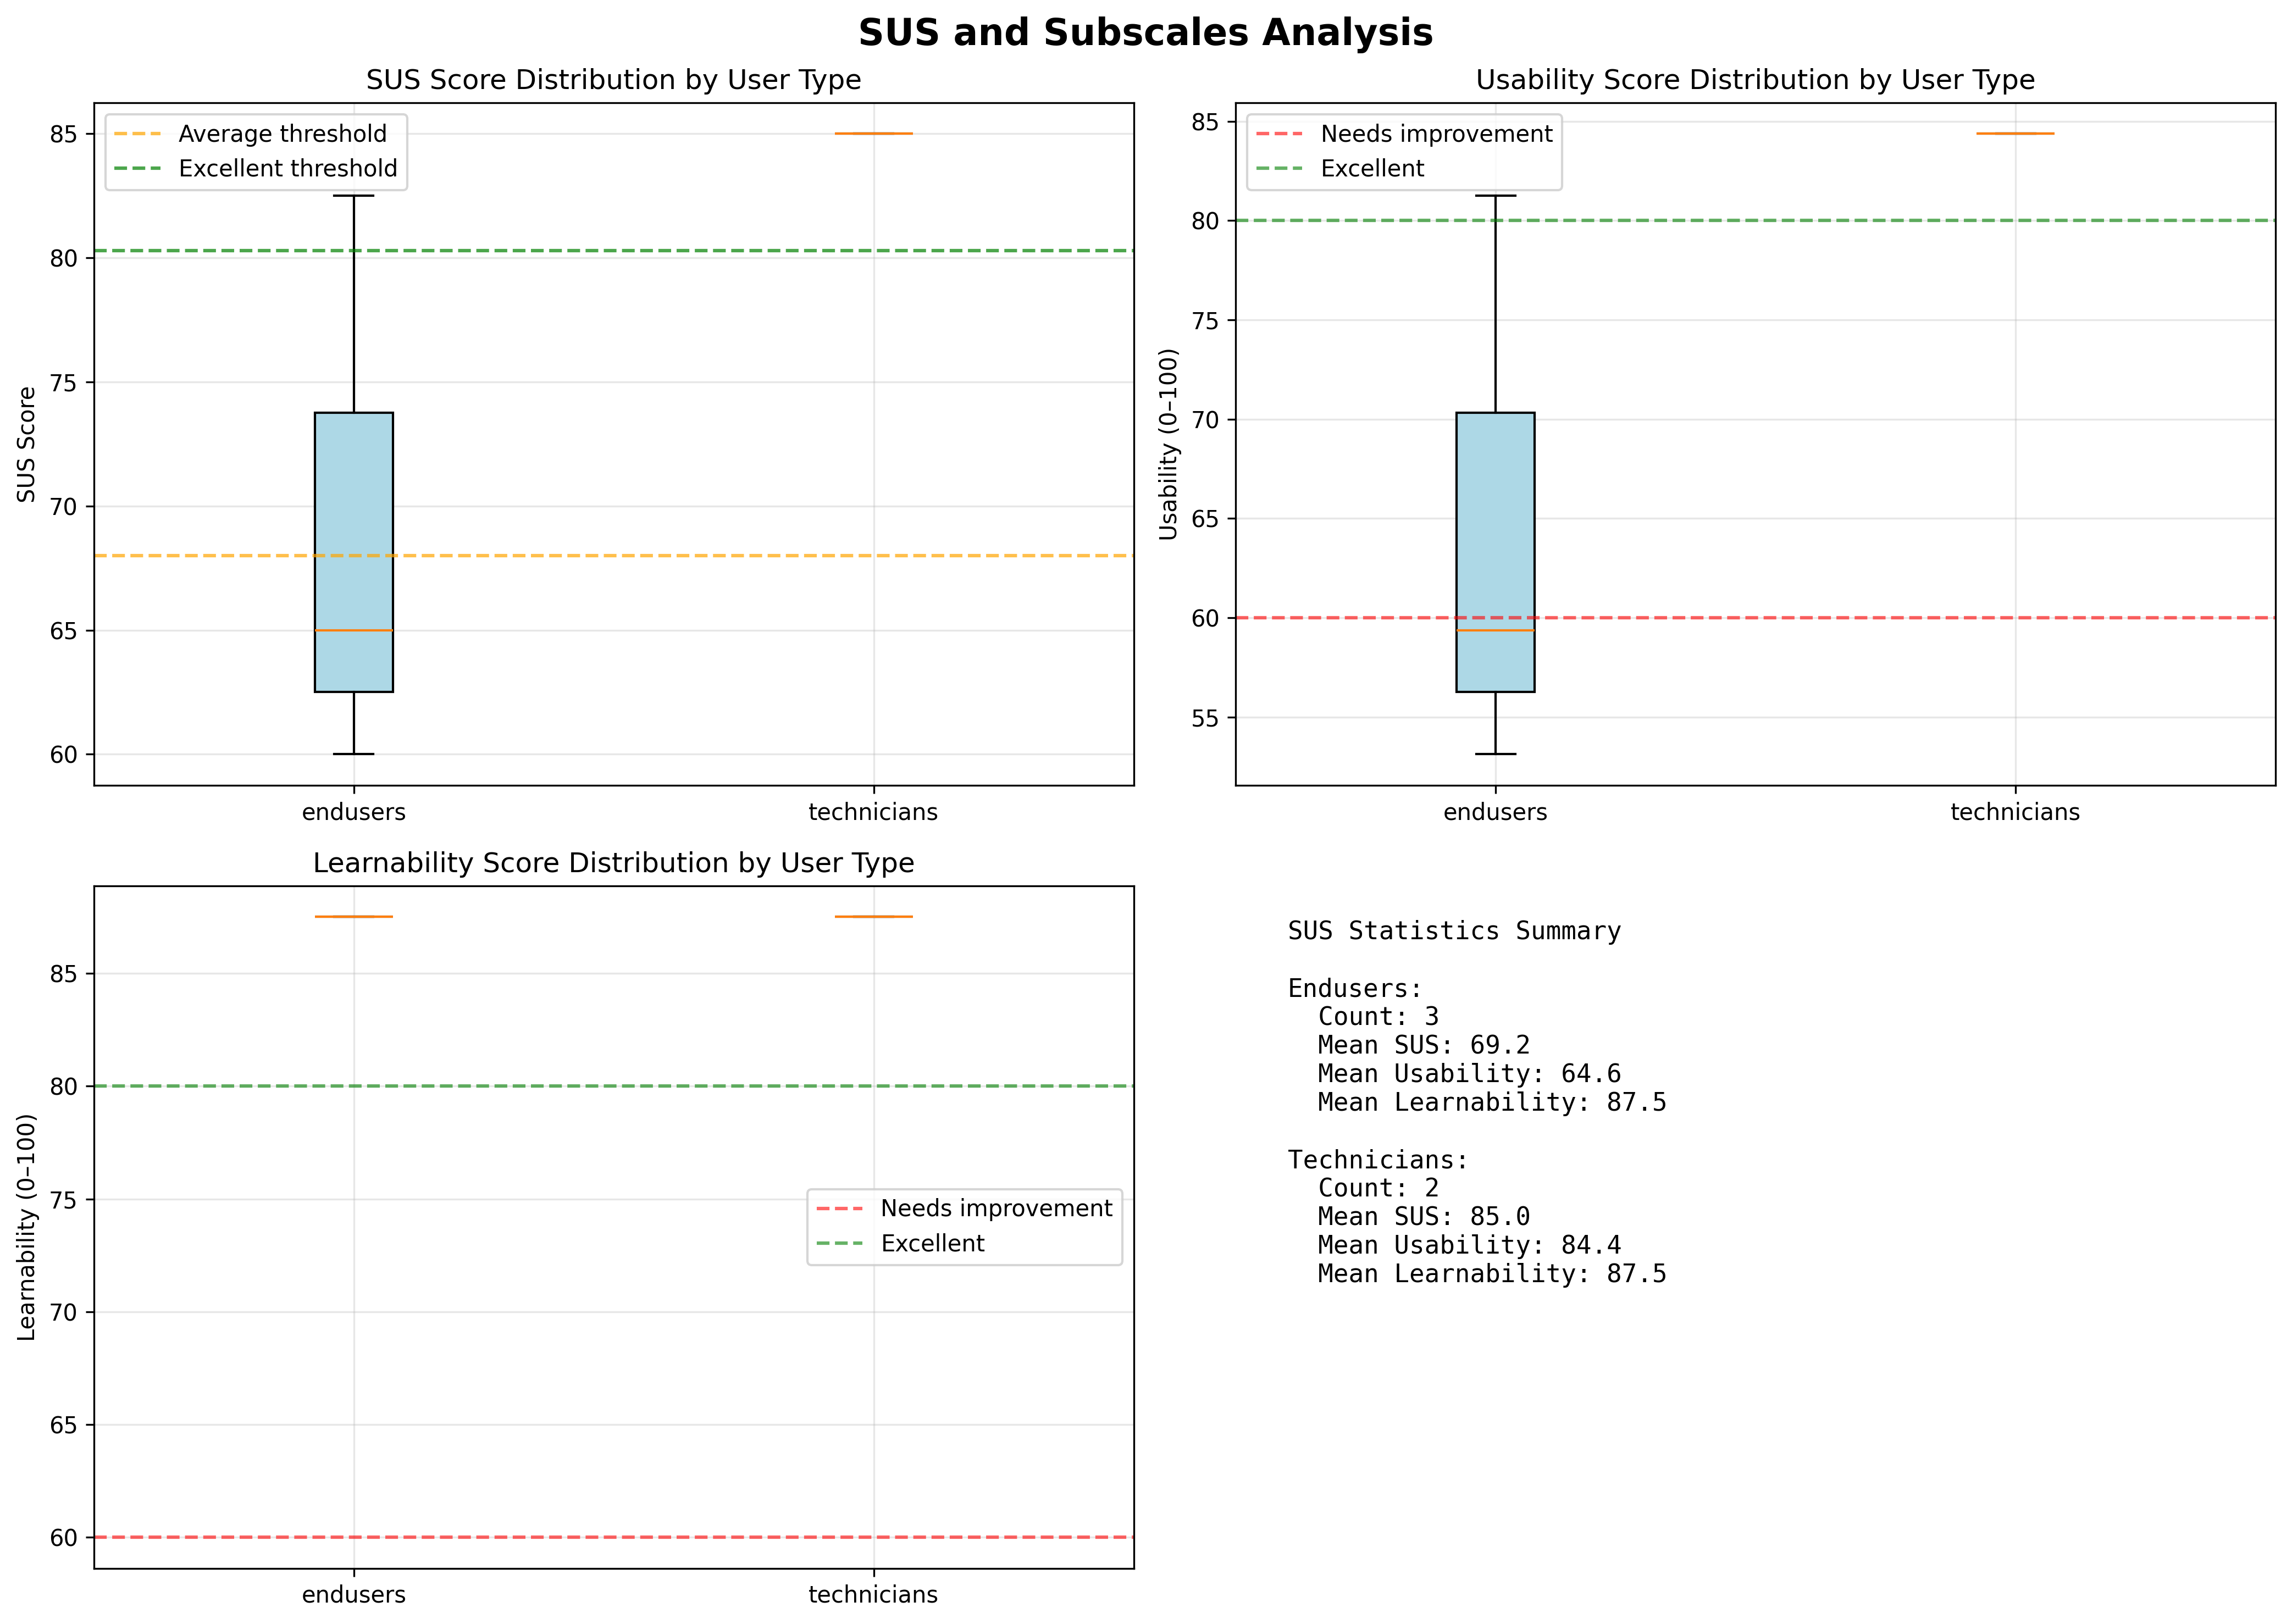 SUS and Subscales Analysis
SUS Score Distribution by User Type
Average threshold
Excellent threshold
SUS Score
85
80
75
70
65
60
endusers
technicians
Usability Score Distribution by User Type
Needs improvement
Excellent
Usability (0–100)
85
80
75
70
65
60
55
endusers
technicians
Learnability Score Distribution by User Type
Needs improvement
Excellent
Learnability (0–100)
85
80
75
70
65
60
endusers
technicians
SUS Statistics Summary
Endusers:
Count: 3
Mean SUS: 69.2
Mean Usability: 64.6
Mean Learnability: 87.5
Technicians:
Count: 2
Mean SUS: 85.0
Mean Usability: 84.4
Mean Learnability: 87.5